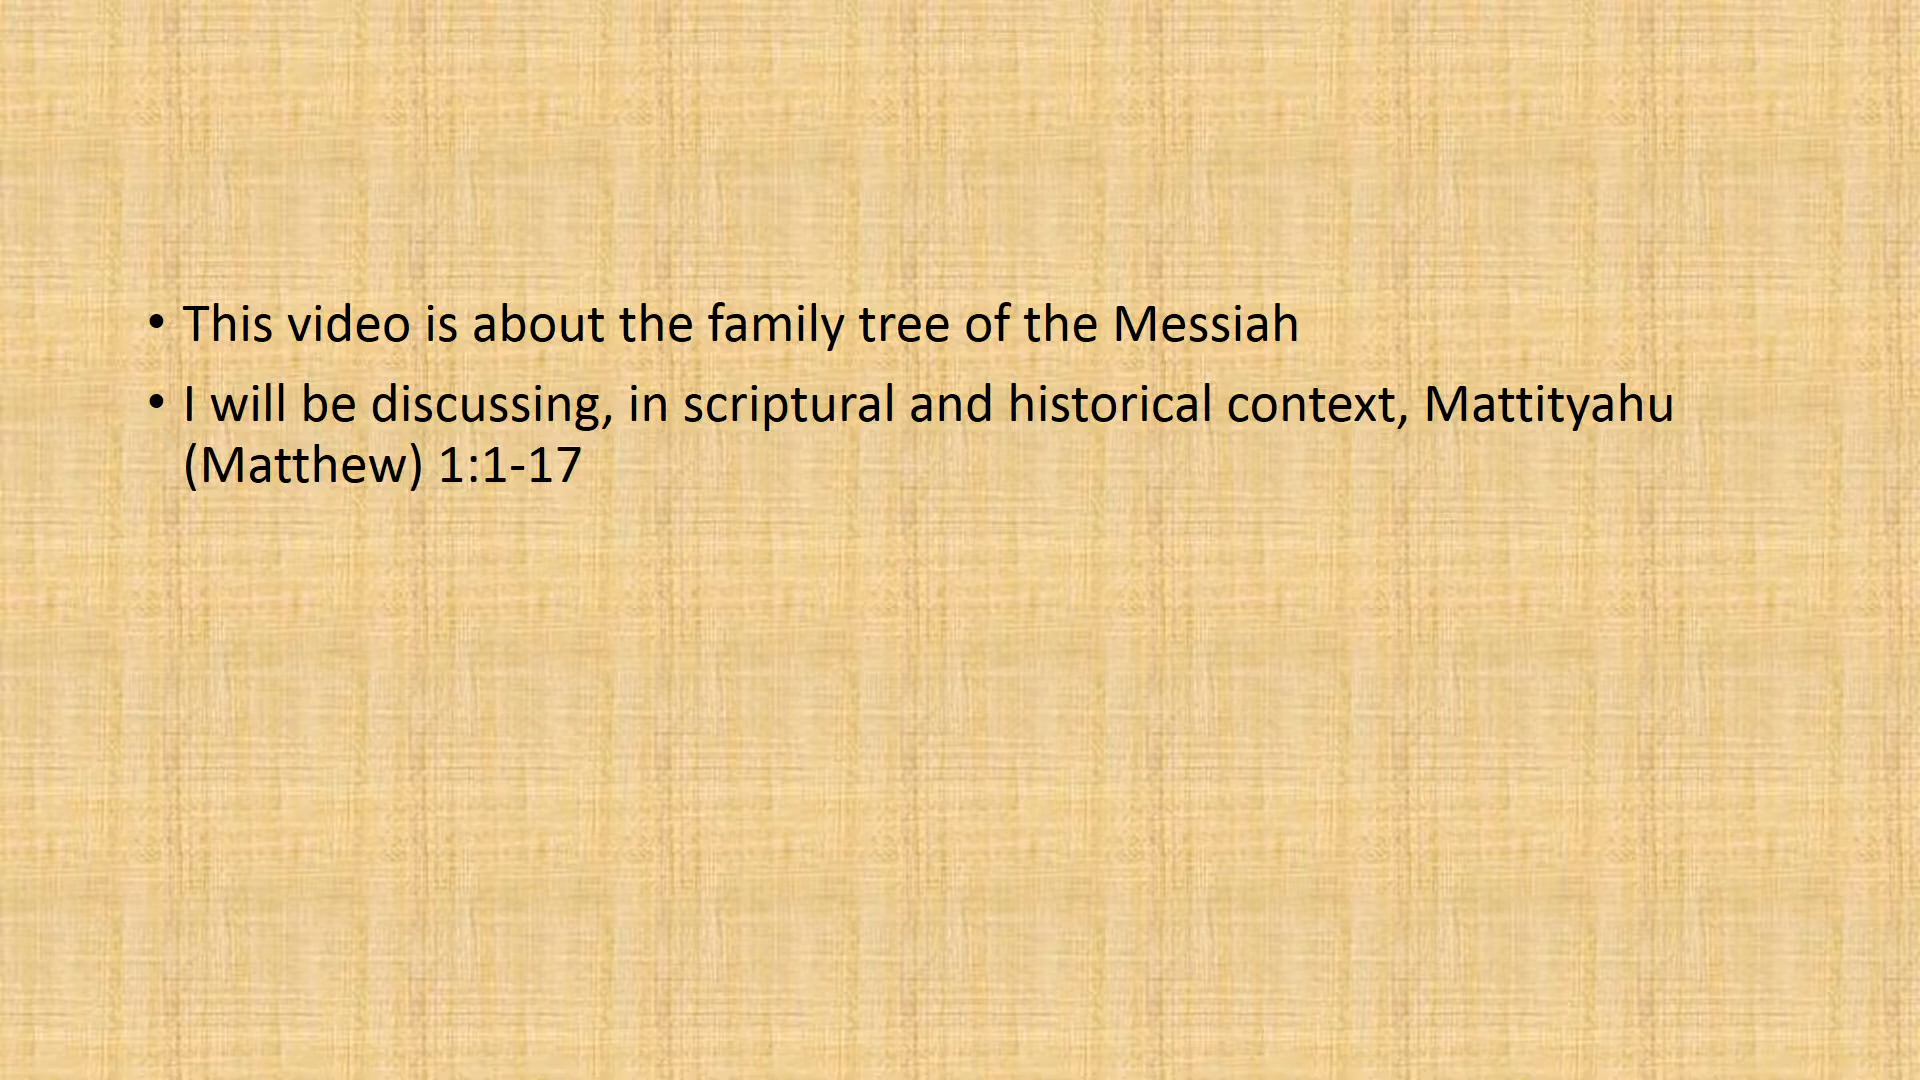 • This video is about the family tree of the Messiah
• I will be discussing, in scriptural and historical context, Mattityahu
(Matthew) 1:1-17